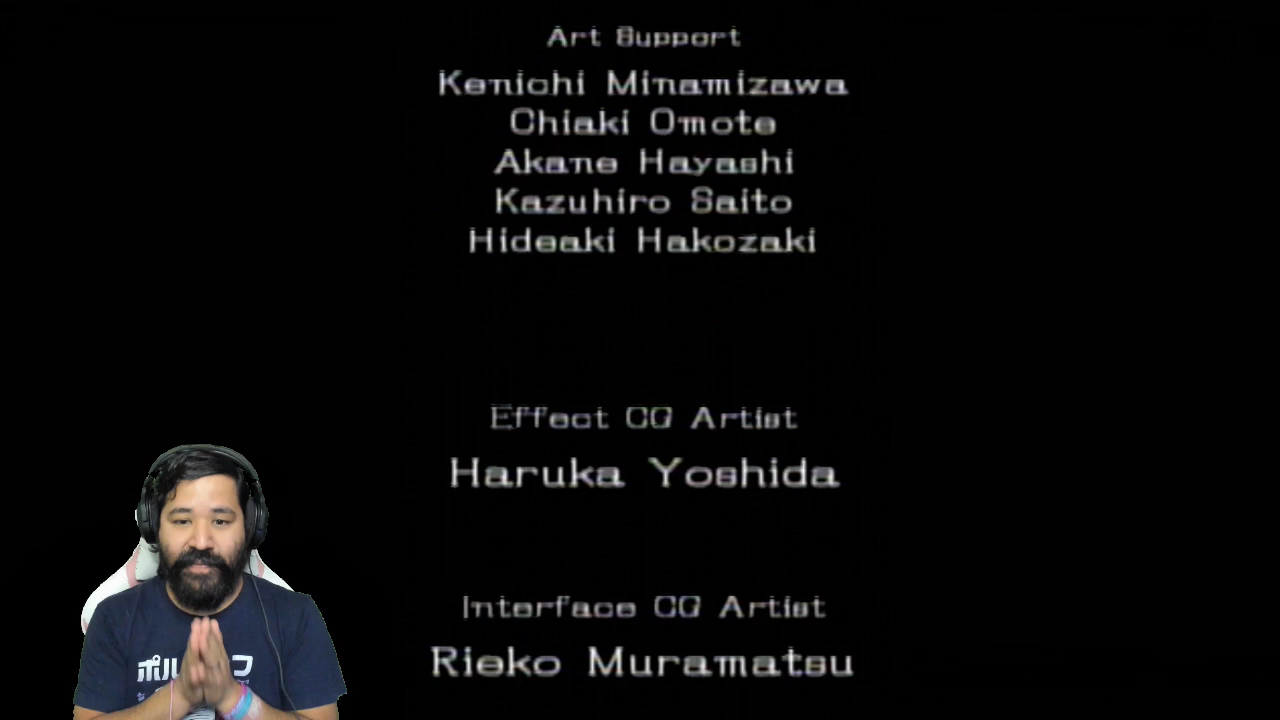 Art Support
Kenichi Minamizawa
Chiaki Omote
Akane Hayashi
Kazuhiro Saito
Hideaki Hakozaki
Effect CG Artist
Haruka Yoshida
Interface CG Artist
Rieko Muramatsu